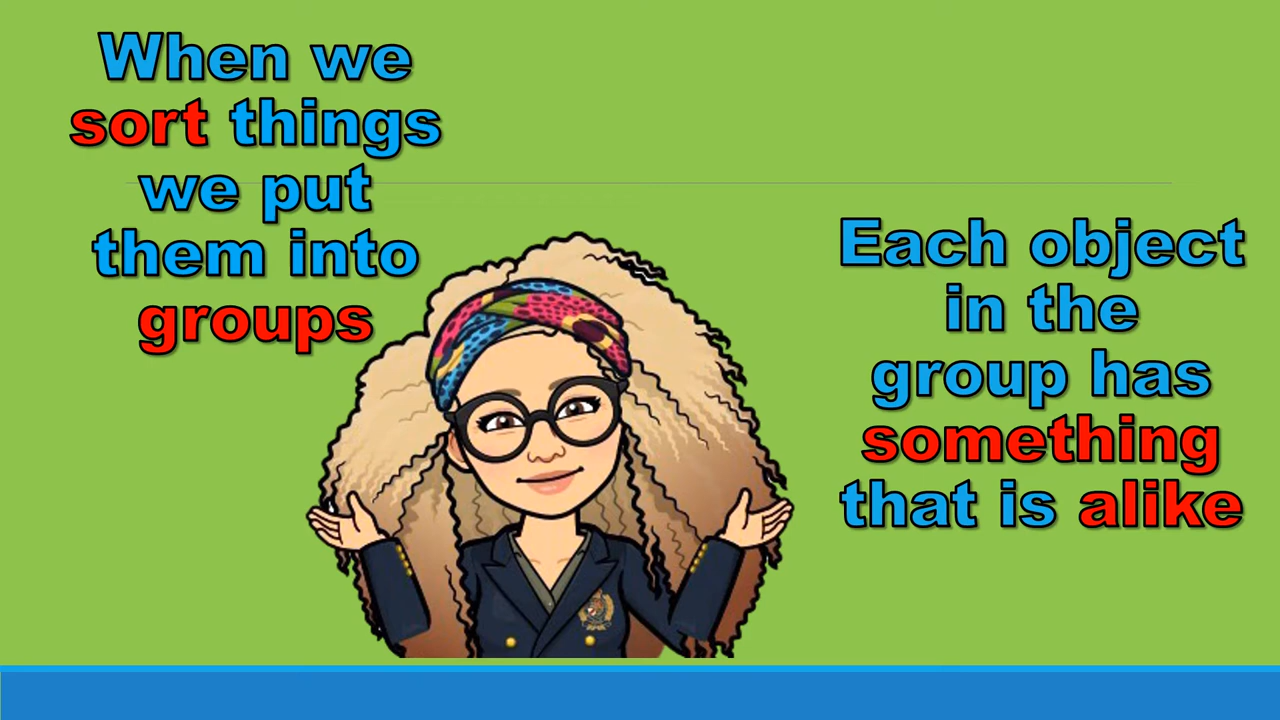 When we
sort things
we put
them into
groups
Each object
in the
group has
something
that is alike